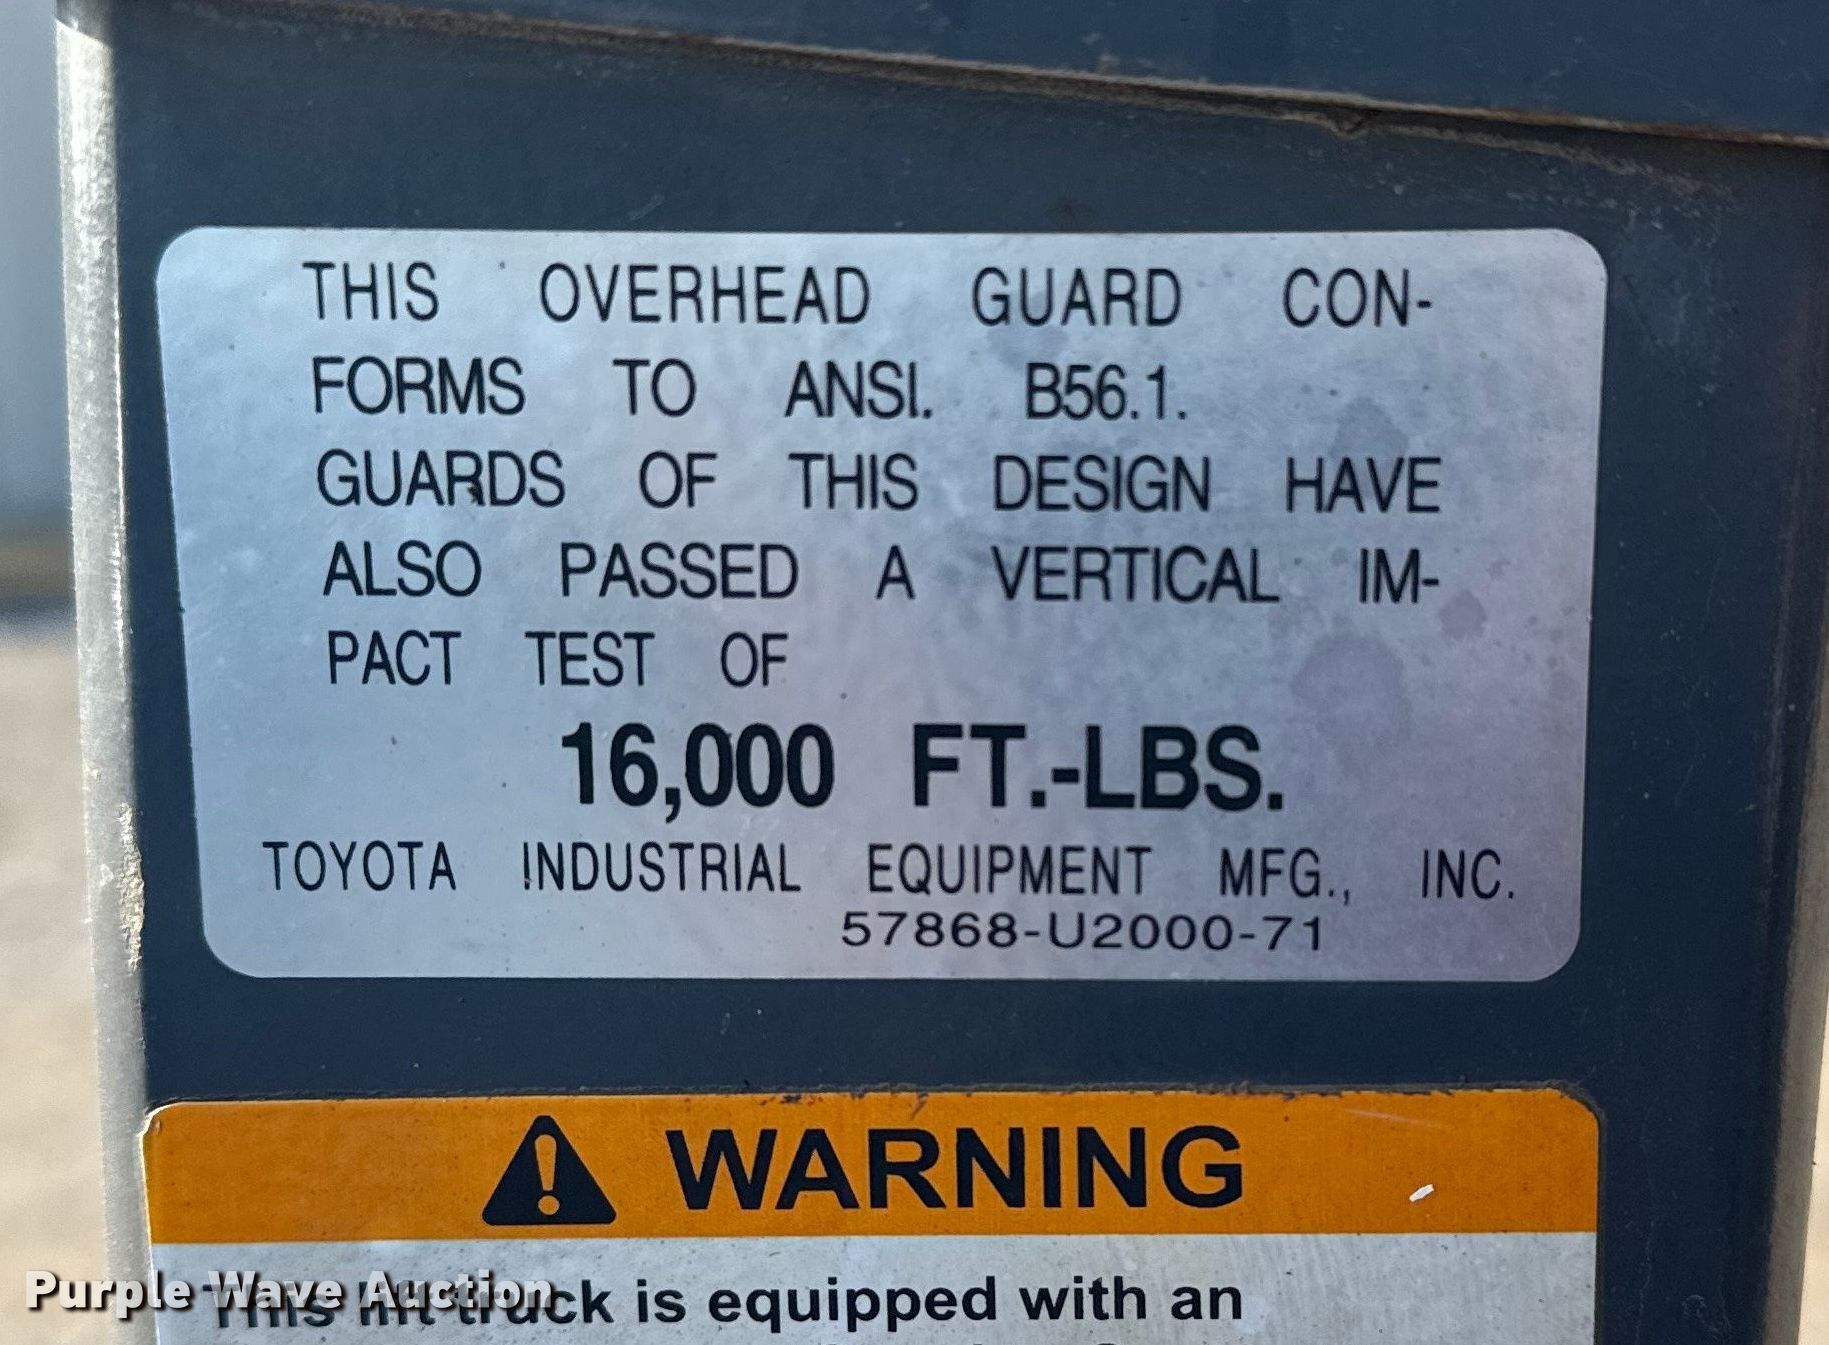 THIS OVERHEAD GUARD CON-
FORMS TO ANSI. B56.1.
GUARDS OF THIS DESIGN HAVE
ALSO PASSED A VERTICAL IM-
PACT TEST OF
16,000 FT.-LBS.
TOYOTA INDUSTRIAL EQUIPMENT MFG., INC.
57868-U2000-71
WARNING
This lift truck is equipped with an
Purple Wave Auction